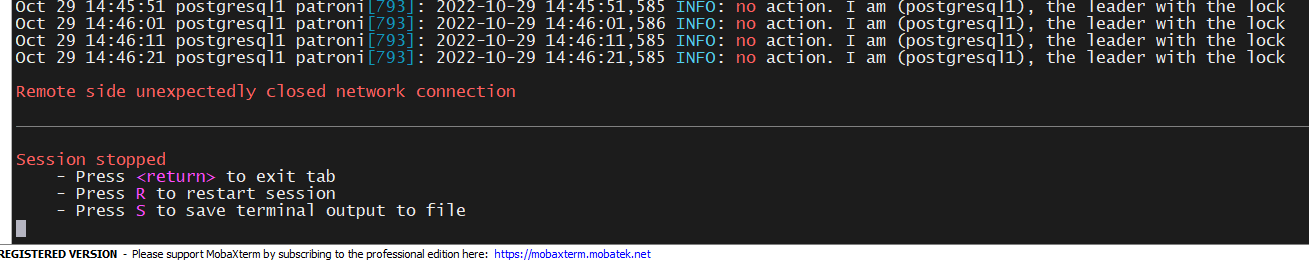 Oct 29 14:45:51 postgresql1 patroni[793]: 2022-10-29 14:45:51,585 INFO: no action. I am (postgresql1), the leader with the lock
Oct 29 14:46:01 postgresql1 patroni[793]: 2022-10-29 14:46:01,586 INFO: no action. I am (postgresql1), the leader with the lock
Oct 29 14:46:11 postgresql1 patroni[793]: 2022-10-29 14:46:11,585 INFO: no action. I am (postgresql1), the leader with the lock
Oct 29 14:46:21 postgresql1 patroni[793]: 2022-10-29 14:46:21,585 INFO: no action. I am (postgresql1), the leader with the lock
Remote side unexpectedly closed network connection
Session stopped
- Press <return> to exit tab
- Press R to restart session
- Press S to save terminal output to file
REGISTERED VERSION - Please support MobaXterm by subscribing to the professional edition here: https://mobaxterm.mobatek.net